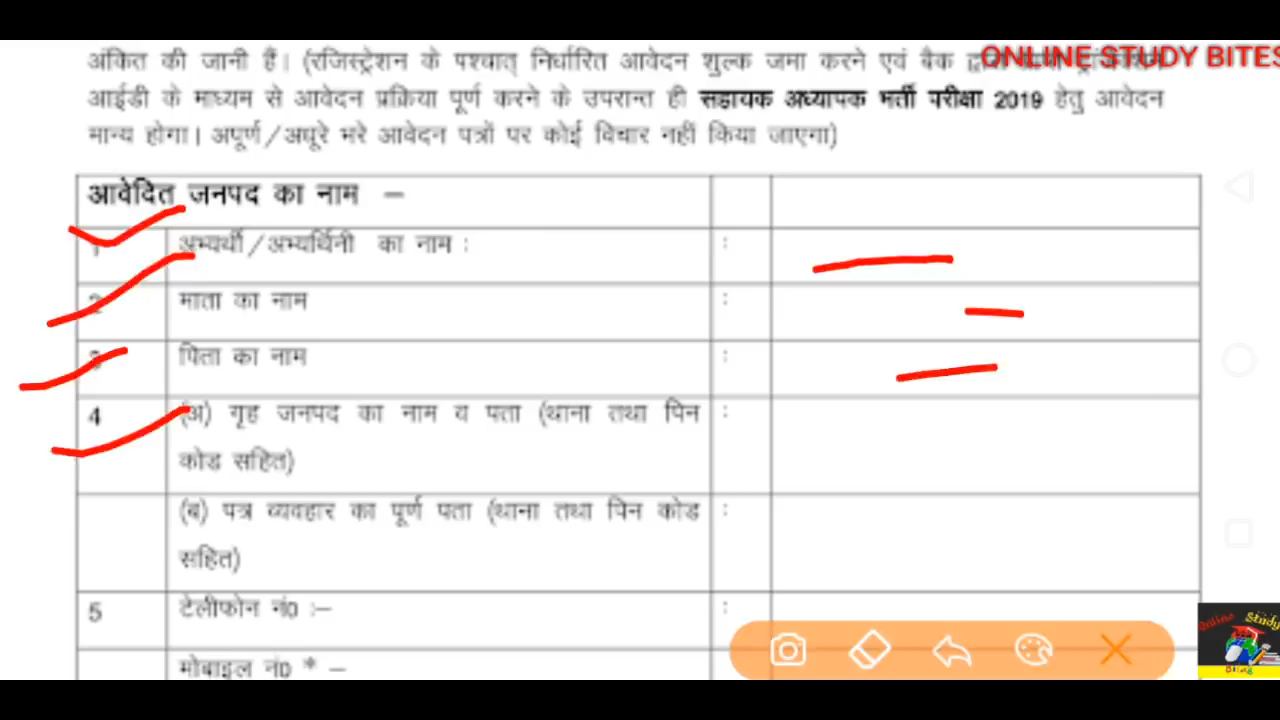 अंकित की जानी हैं। (रजिस्ट्रेशन के पश्चात् निर्धारित आवेदन शुल्क जमा करने एवं बैक
ONLINE STUDY BITES
आईडी के माध्यम से आवेदन प्रक्रिया पूर्ण करने के उपरान्त ही सहायक अध्यापक भर्ती परीक्षा 2019 हेतु आवेदन
मान्य होगा। अपूर्ण/अधूरे भरे आवेदन पत्रों पर कोई विचार नहीं किया जाएगा)
आवेदित जनपद का नाम –
1 अभ्यर्थी/अभ्यर्थिनी का नाम : :
2 माता का नाम :
3 पिता का नाम :
4 (अ) गृह जनपद का नाम व पता (थाना तथा पिन :
कोड सहित)
(ब) पत्र व्यवहार का पूर्ण पता (थाना तथा पिन कोड :
सहित)
5 टेलीफोन नं0 :– :
मोबाइल नं0 * –
Online Study
Bites